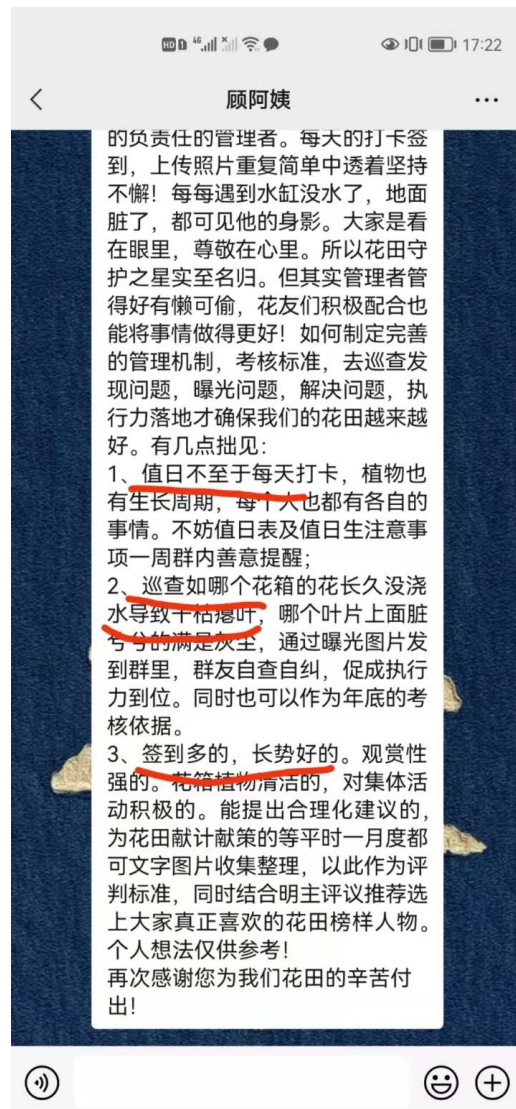 HD 1 4G 17:22
顾阿姨
的负责任的管理者。每天的打卡签
到，上传照片重复简单中透着坚持
不懈！每每遇到水缸没水了，地面
脏了，都可见他的身影。大家是看
在眼里，尊敬在心里。所以花田守
护之星实至名归。但其实管理者管
得好有懒可偷，花友们积极配合也
能将事情做得更好！如何制定完善
的管理机制，考核标准，去巡查发
现问题，曝光问题，解决问题，执
行力落地才确保我们的花田越来越
好。有几点拙见：
1、值日不至于每天打卡，植物也
有生长周期，每个人也都有各自的
事情。不妨值日表及值日生注意事
项一周群内善意提醒；
2、巡查如哪个花箱的花长久没浇
水导致干枯瘪叶，哪个叶片上面脏
兮兮的满是灰尘，通过曝光图片发
到群里，群友自查自纠，促成执行
力到位。同时也可以作为年底的考
核依据。
3、签到多的，长势好的。观赏性
强的。花箱植物清洁的，对集体活
动积极的。能提出合理化建议的，
为花田献计献策的等平时一月度都
可文字图片收集整理，以此作为评
判标准，同时结合明主评议推荐选
上大家真正喜欢的花田榜样人物。
个人想法仅供参考！
再次感谢您为我们花田的辛苦付
出！